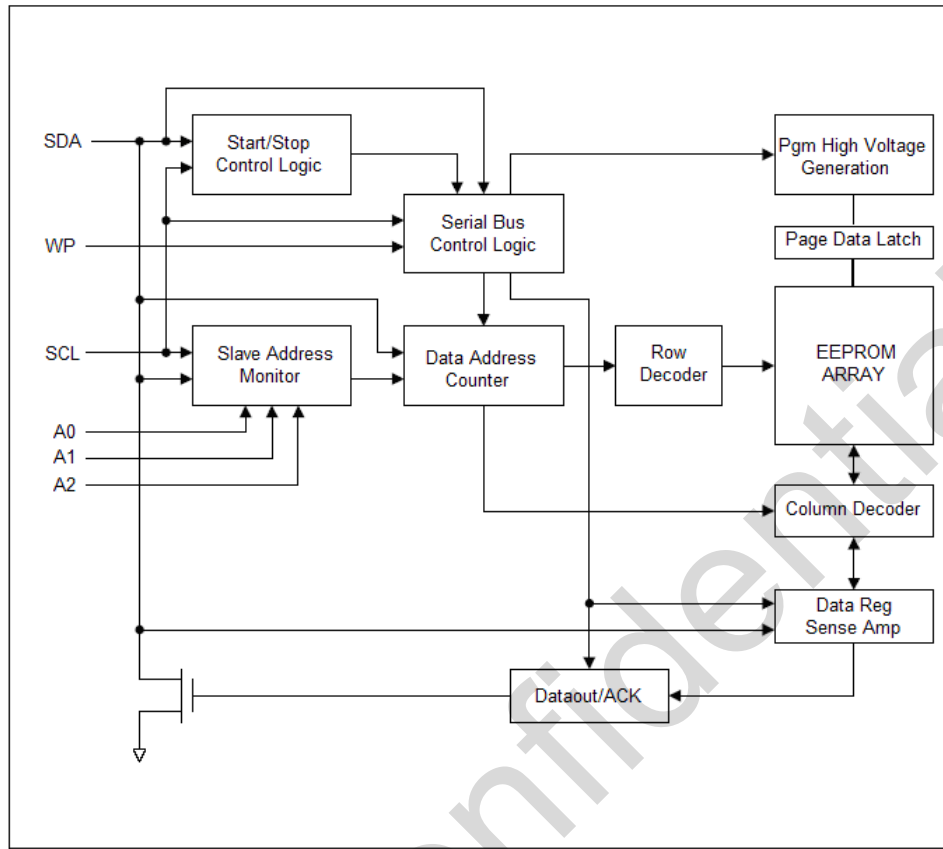 SDA
Start/Stop
Control Logic
Pgm High Voltage
Generation
WP
Serial Bus
Control Logic
Page Data Latch
SCL
Slave Address
Monitor
Data Address
Counter
Row
Decoder
EEPROM
ARRAY
A0
A1
A2
Column Decoder
Data Reg
Sense Amp
Dataout/ACK
onfidential